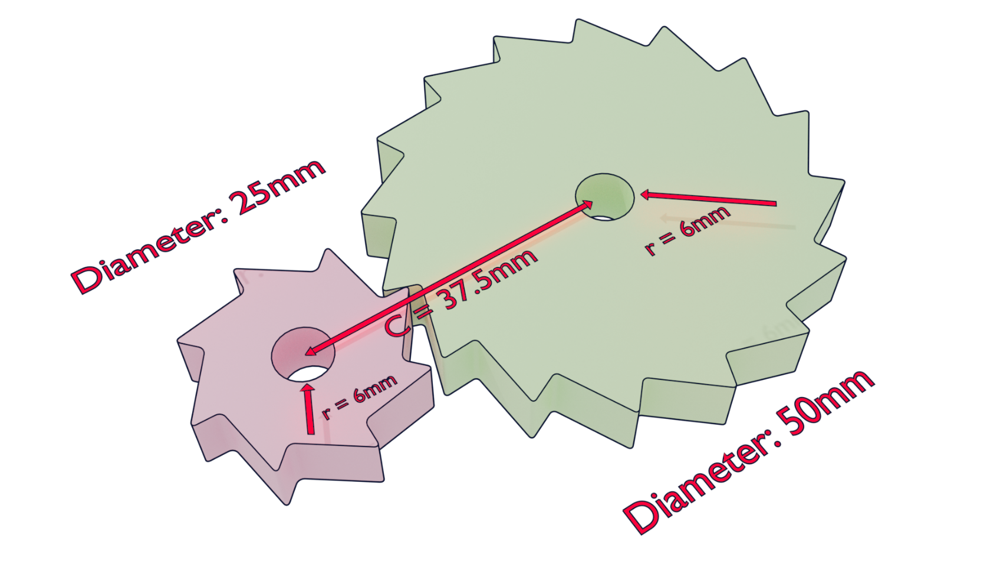 Diameter: 25mm
r = 6mm
C = 37.5mm
r = 6mm
Diameter: 50mm